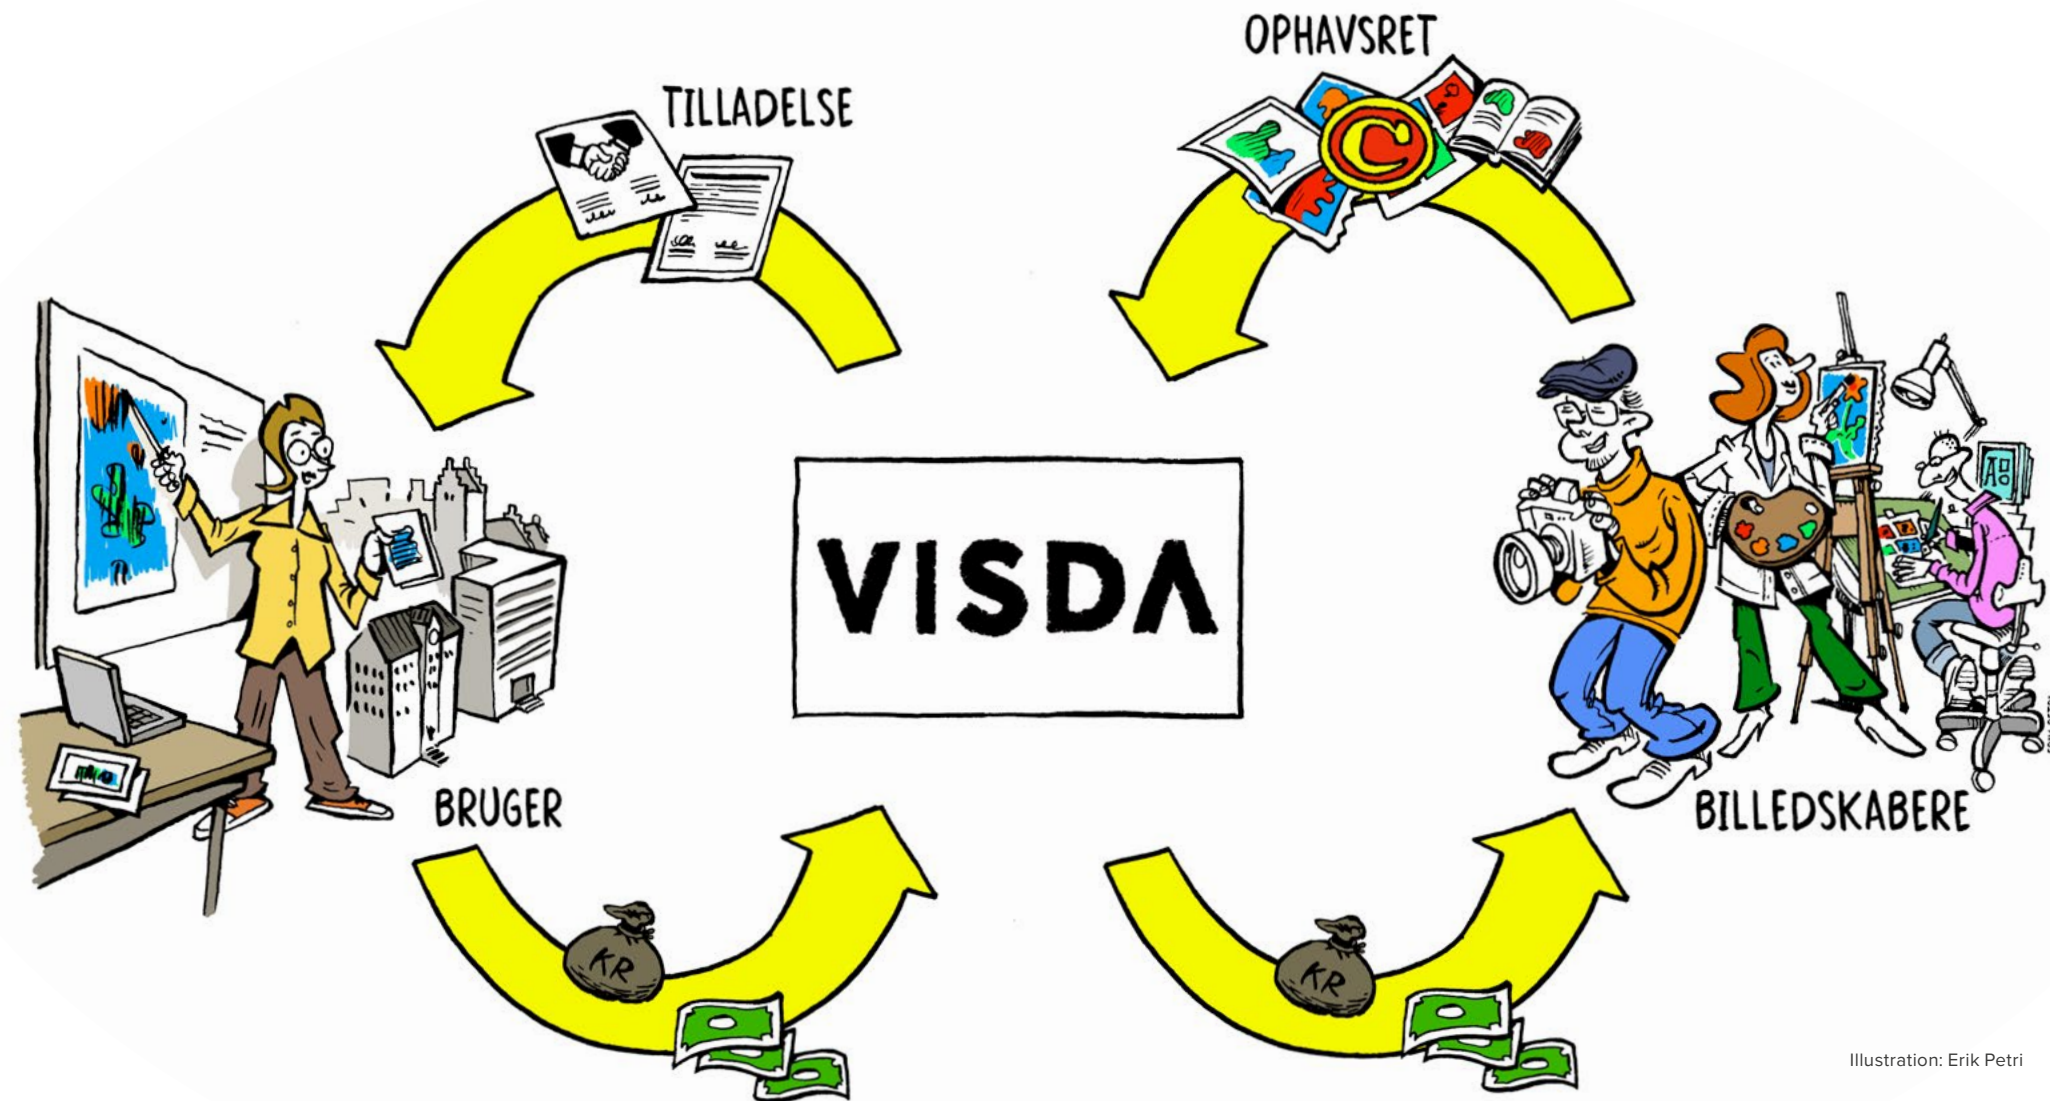 OPHAVSRET
TILLADELSE
VISDA
BRUGER
BILLEDSKABERE
KR
KR
Illustration: Erik Petri